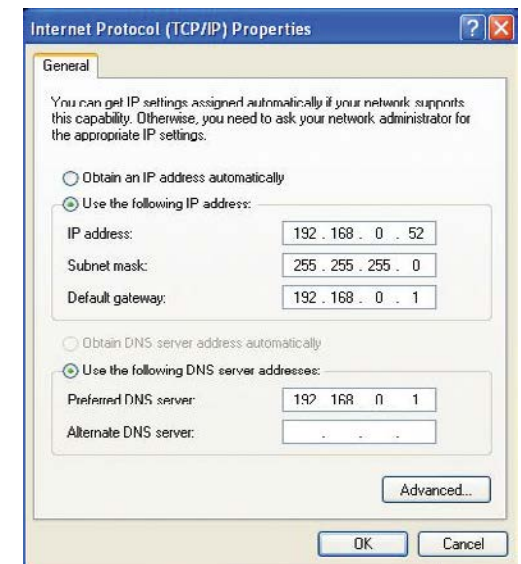 Internet Protocol (TCP/IP) Properties
General
You can get IP settings assigned automatically if your network supports
this capability. Otherwise, you need to ask your network administrator for
the appropriate IP settings.
Obtain an IP address automatically
Use the following IP address:
IP address: 192 . 168 . 0 . 52
Subnet mask: 255 . 255 . 255 . 0
Default gateway: 192 . 168 . 0 . 1
Obtain DNS server address automatically
Use the following DNS server addresses:
Preferred DNS server: 192 168 0 1
Alternate DNS server: . . .
Advanced...
OK Cancel